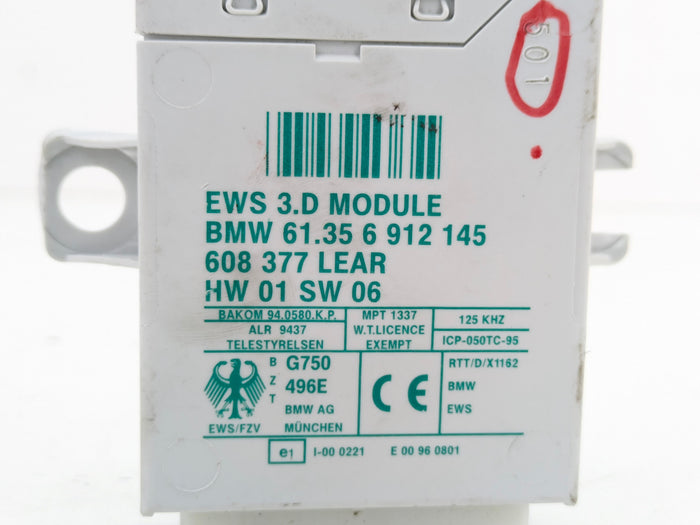 501
EWS 3.D MODULE
BMW 61.35 6 912 145
608 377 LEAR
HW 01 SW 06
BAKOM 94.0580.K.P.
ALR 9437
TELESTYRELSEN
MPT 1337
W.T.LICENCE
EXEMPT
125 KHZ
ICP-050TC-95
BZT
G750
496E
BMW AG
MÜNCHEN
EWS/FZV
CE
RTT/D/X1162
BMW
EWS
e1 I-00 0221 E 00 96 0801